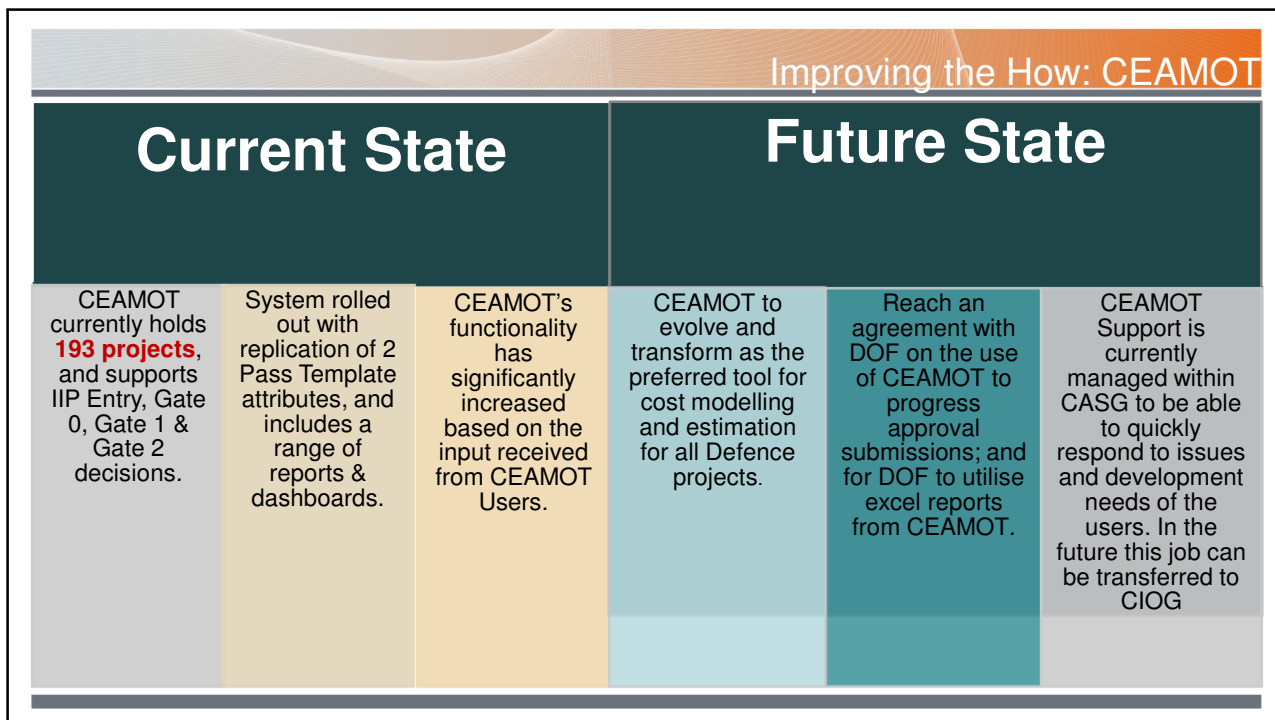 Improving the How: CEAMOT
Current State
Future State
CEAMOT
currently holds
193 projects,
and supports
IIP Entry, Gate
0, Gate 1 &
Gate 2
decisions.
System rolled
out with
replication of 2
Pass Template
attributes, and
includes a
range of
reports &
dashboards.
CEAMOT's
functionality
has
significantly
increased
based on the
input received
from CEAMOT
Users.
CEAMOT to
evolve and
transform as the
preferred tool for
cost modelling
and estimation
for all Defence
projects.
Reach an
agreement with
DOF on the use
of CEAMOT to
progress
approval
submissions; and
for DOF to utilise
excel reports
from CEAMOT.
CEAMOT
Support is
currently
managed within
CASG to be able
to quickly
respond to issues
and development
needs of the
users. In the
future this job can
be transferred to
CIOG